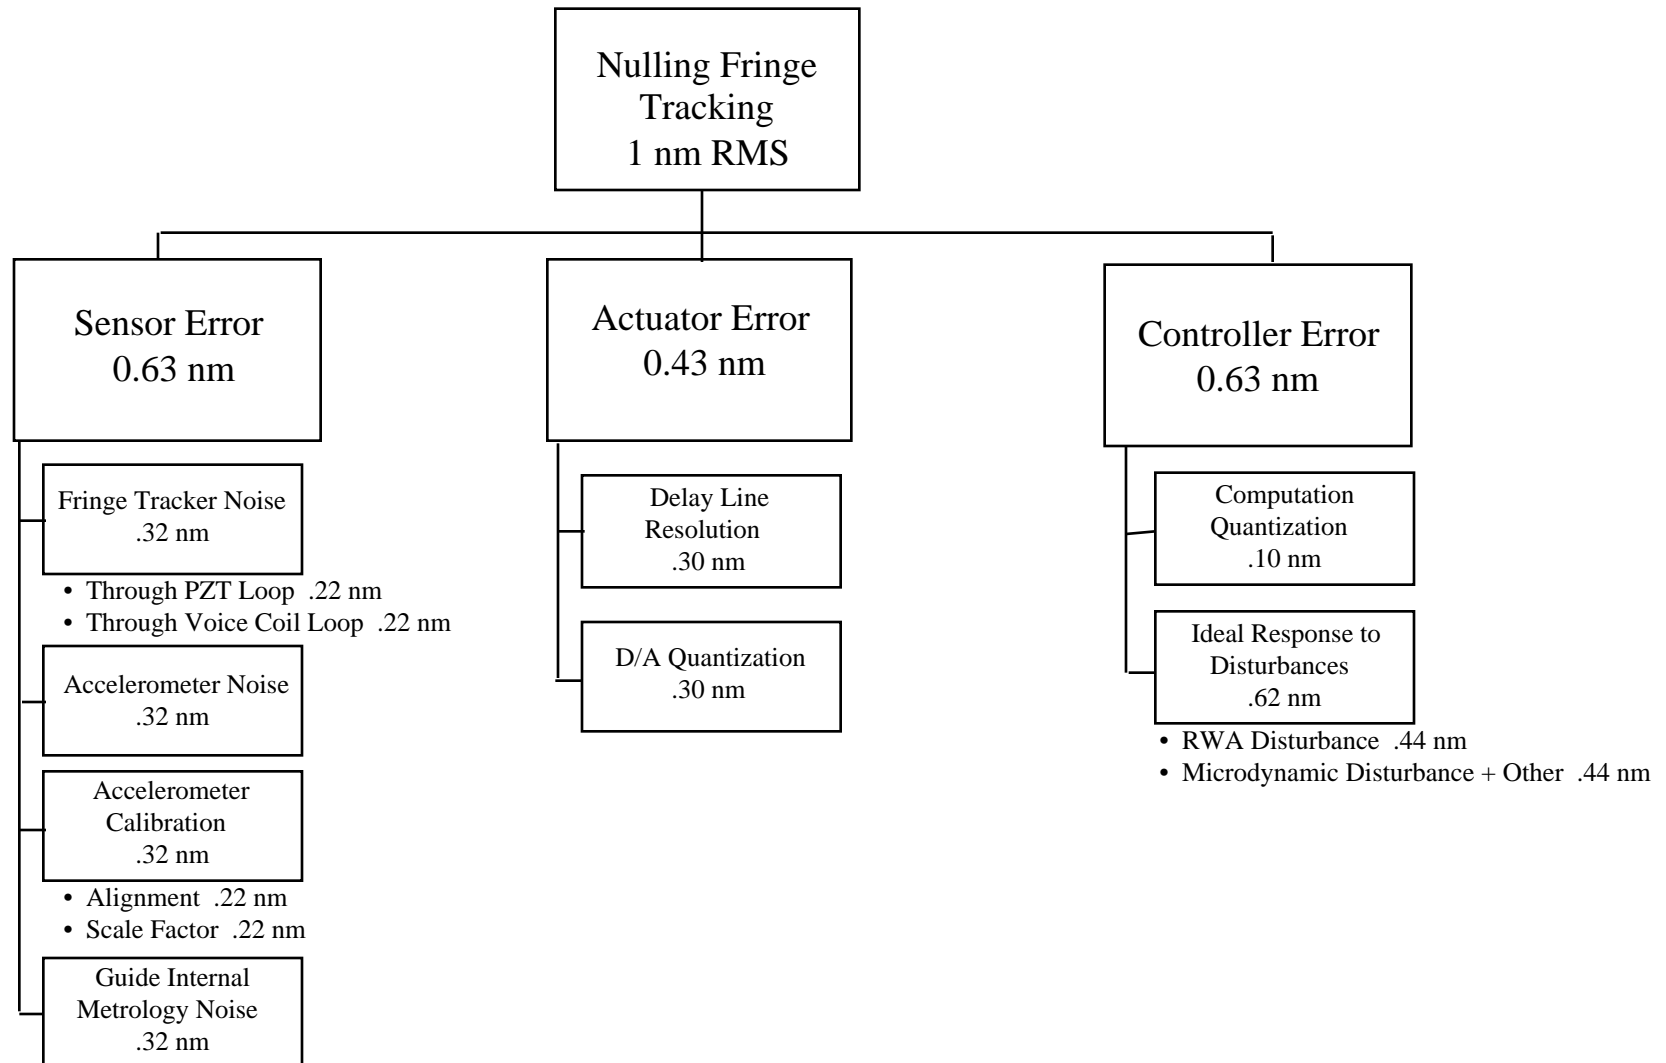 Nulling Fringe
Tracking
1 nm RMS
Sensor Error
0.63 nm
Fringe Tracker Noise
.32 nm
• Through PZT Loop .22 nm
• Through Voice Coil Loop .22 nm
Accelerometer Noise
.32 nm
Accelerometer
Calibration
.32 nm
• Alignment .22 nm
• Scale Factor .22 nm
Guide Internal
Metrology Noise
.32 nm
Actuator Error
0.43 nm
Delay Line
Resolution
.30 nm
D/A Quantization
.30 nm
Controller Error
0.63 nm
Computation
Quantization
.10 nm
Ideal Response to
Disturbances
.62 nm
• RWA Disturbance .44 nm
• Microdynamic Disturbance + Other .44 nm